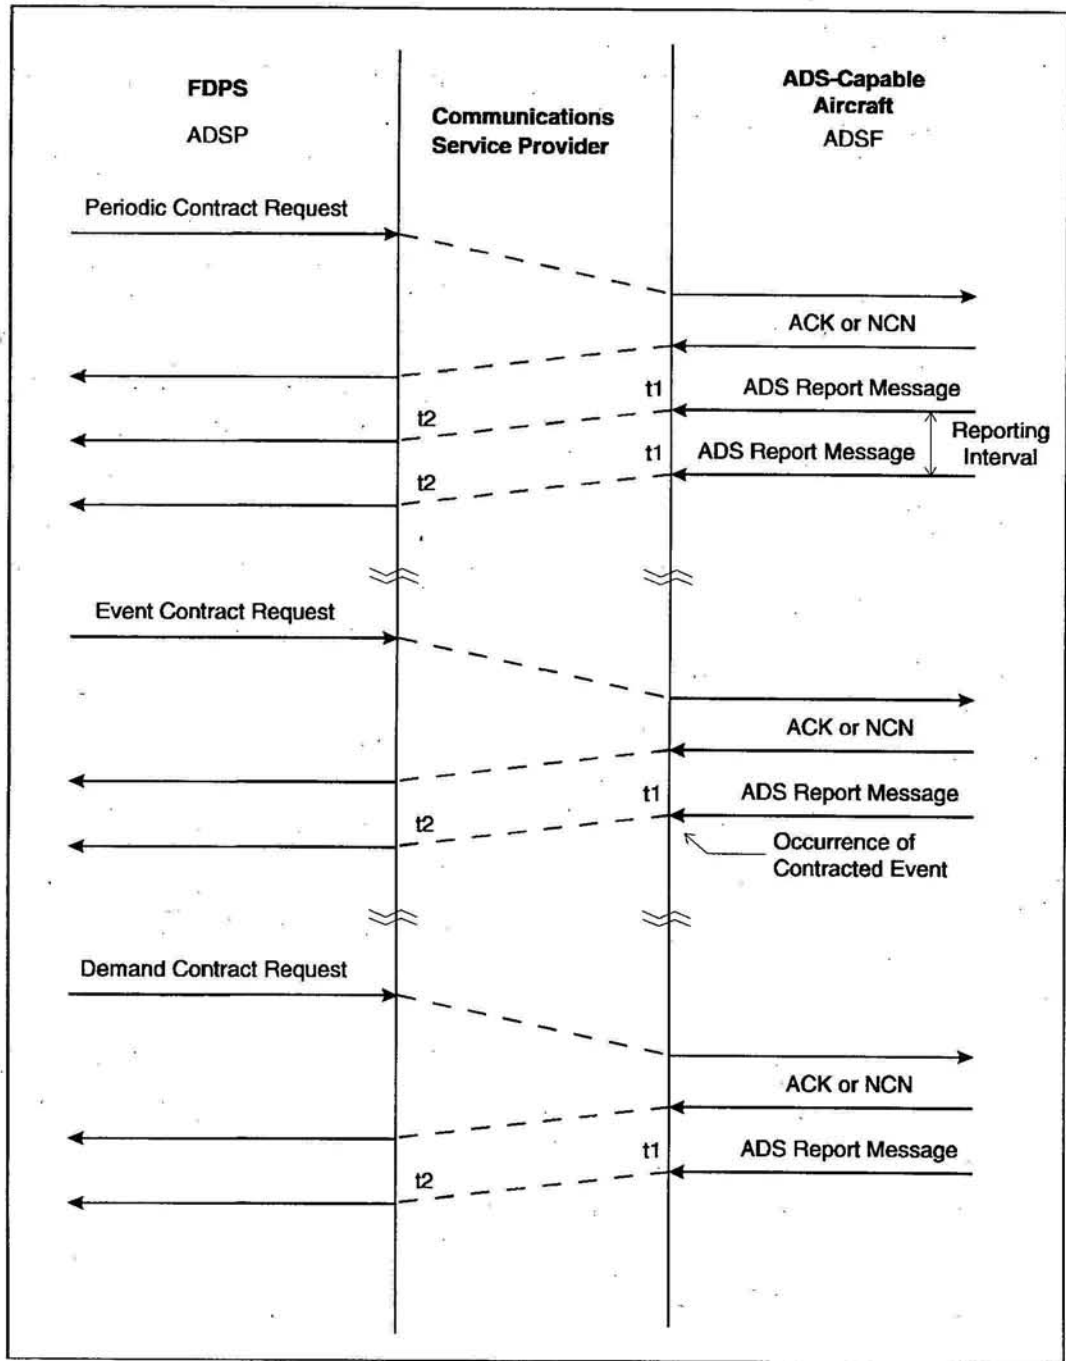 FDPS
ADSP
Communications
Service Provider
ADS-Capable
Aircraft
ADSF
Periodic Contract Request
ACK or NCN
t1
ADS Report Message
t2
Reporting
Interval
t1
ADS Report Message
t2
Event Contract Request
ACK or NCN
t1
ADS Report Message
t2
Occurrence of
Contracted Event
Demand Contract Request
ACK or NCN
t1
ADS Report Message
t2